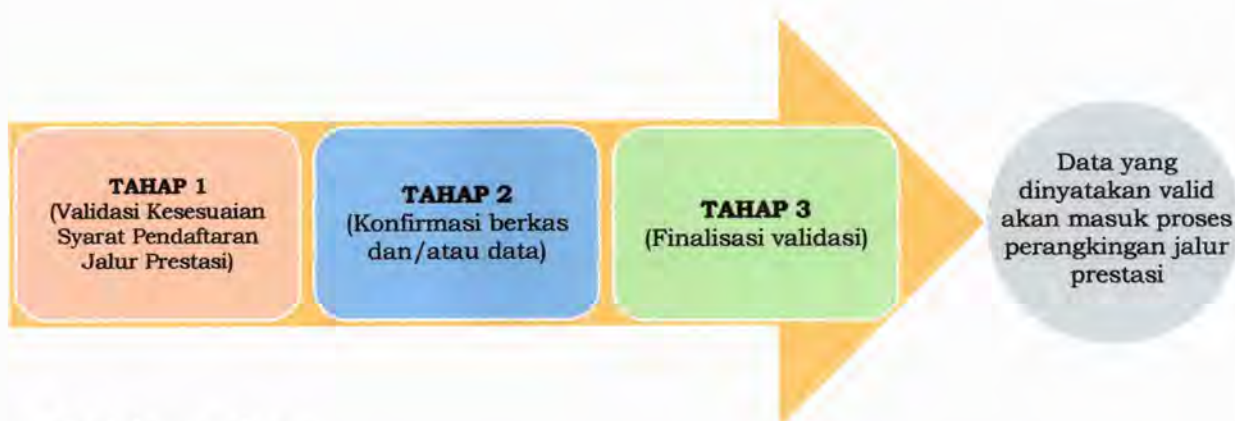 TAHAP 1
(Validasi Kesesuaian
Syarat Pendaftaran
Jalur Prestasi)
TAHAP 2
(Konfirmasi berkas
dan/atau data)
TAHAP 3
(Finalisasi validasi)
Data yang
dinyatakan valid
akan masuk proses
perangkingan jalur
prestasi